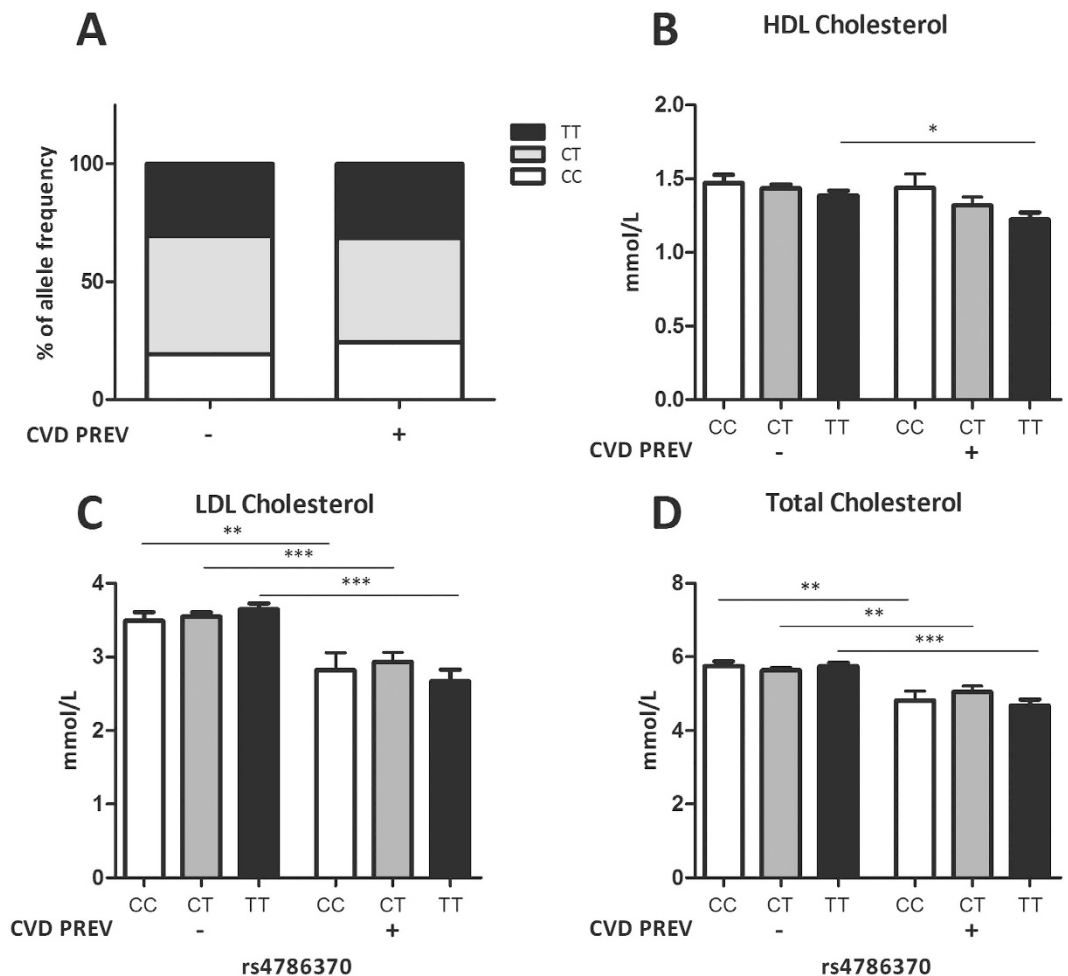 A
100
50
0
% of allele frequency
CVD PREV - +
TT
CT
CC
B HDL Cholesterol
2.0
1.5
1.0
0.5
0.0
mmol/L
*
CC CT TT CC CT TT
CVD PREV - +
C LDL Cholesterol
**
***
***
4
3
2
1
0
mmol/L
CC CT TT CC CT TT
CVD PREV - +
rs4786370
D Total Cholesterol
8
6
4
2
0
mmol/L
**
**
***
CC CT TT CC CT TT
CVD PREV - +
rs4786370